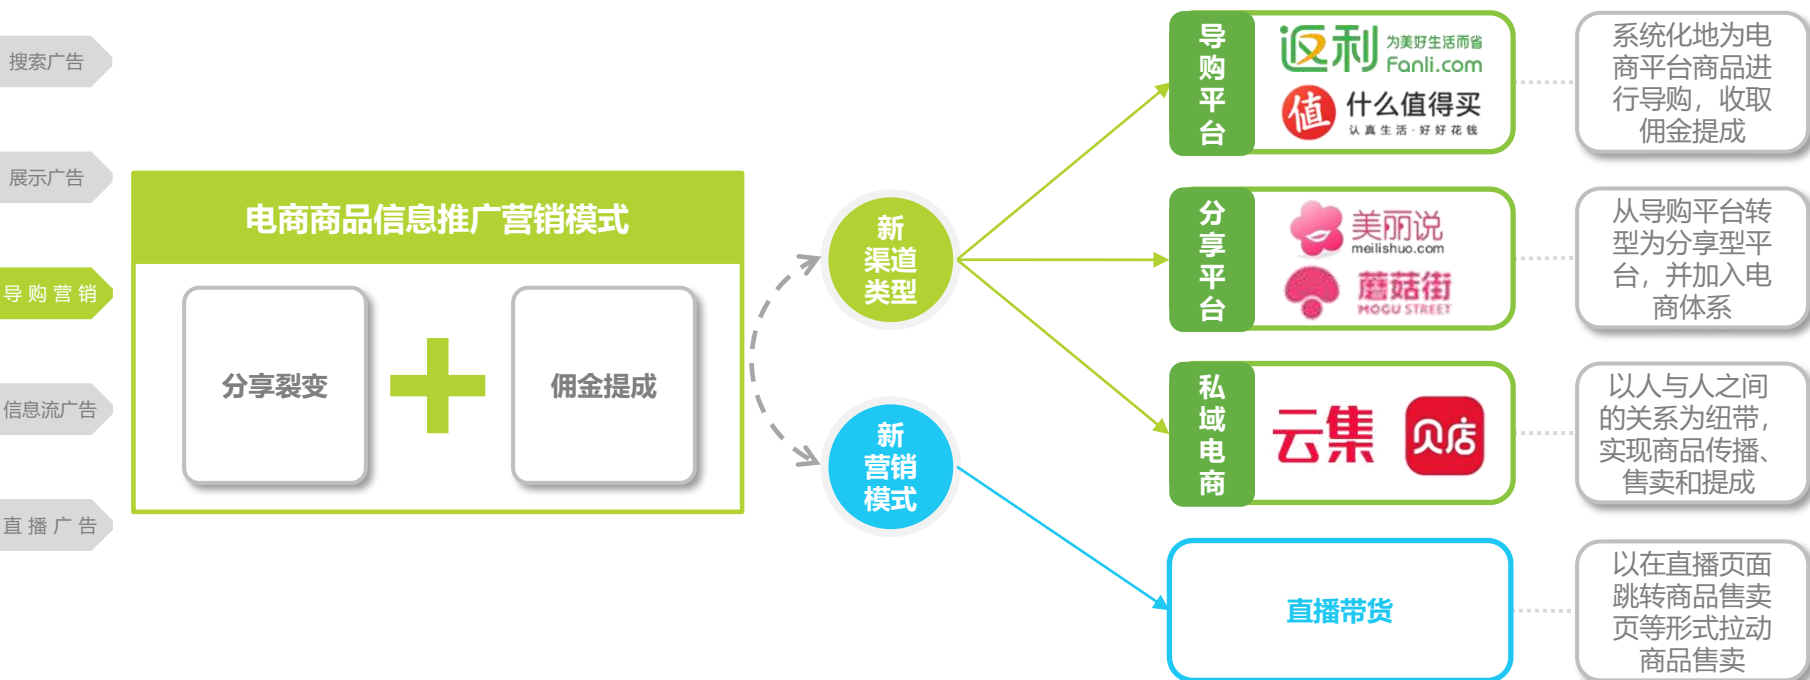 搜索广告
展示广告
导购营销
信息流广告
直播广告
电商商品信息推广营销模式
分享裂变
佣金提成
新
渠道
类型
新
营销
模式
导
购
平
台
返利
为美好生活而省
Fanli.com
值
什么值得买
认真生活·好好花钱
系统化地为电
商平台商品进
行导购，收取
佣金提成
分
享
平
台
美丽说
meilishuo.com
蘑菇街
MOGU STREET
从导购平台转
型为分享型平
台，并加入电
商体系
私
域
电
商
云集
贝店
以人与人之间
的关系为纽带，
实现商品传播、
售卖和提成
直播带货
以在直播页面
跳转商品售卖
页等形式拉动
商品售卖